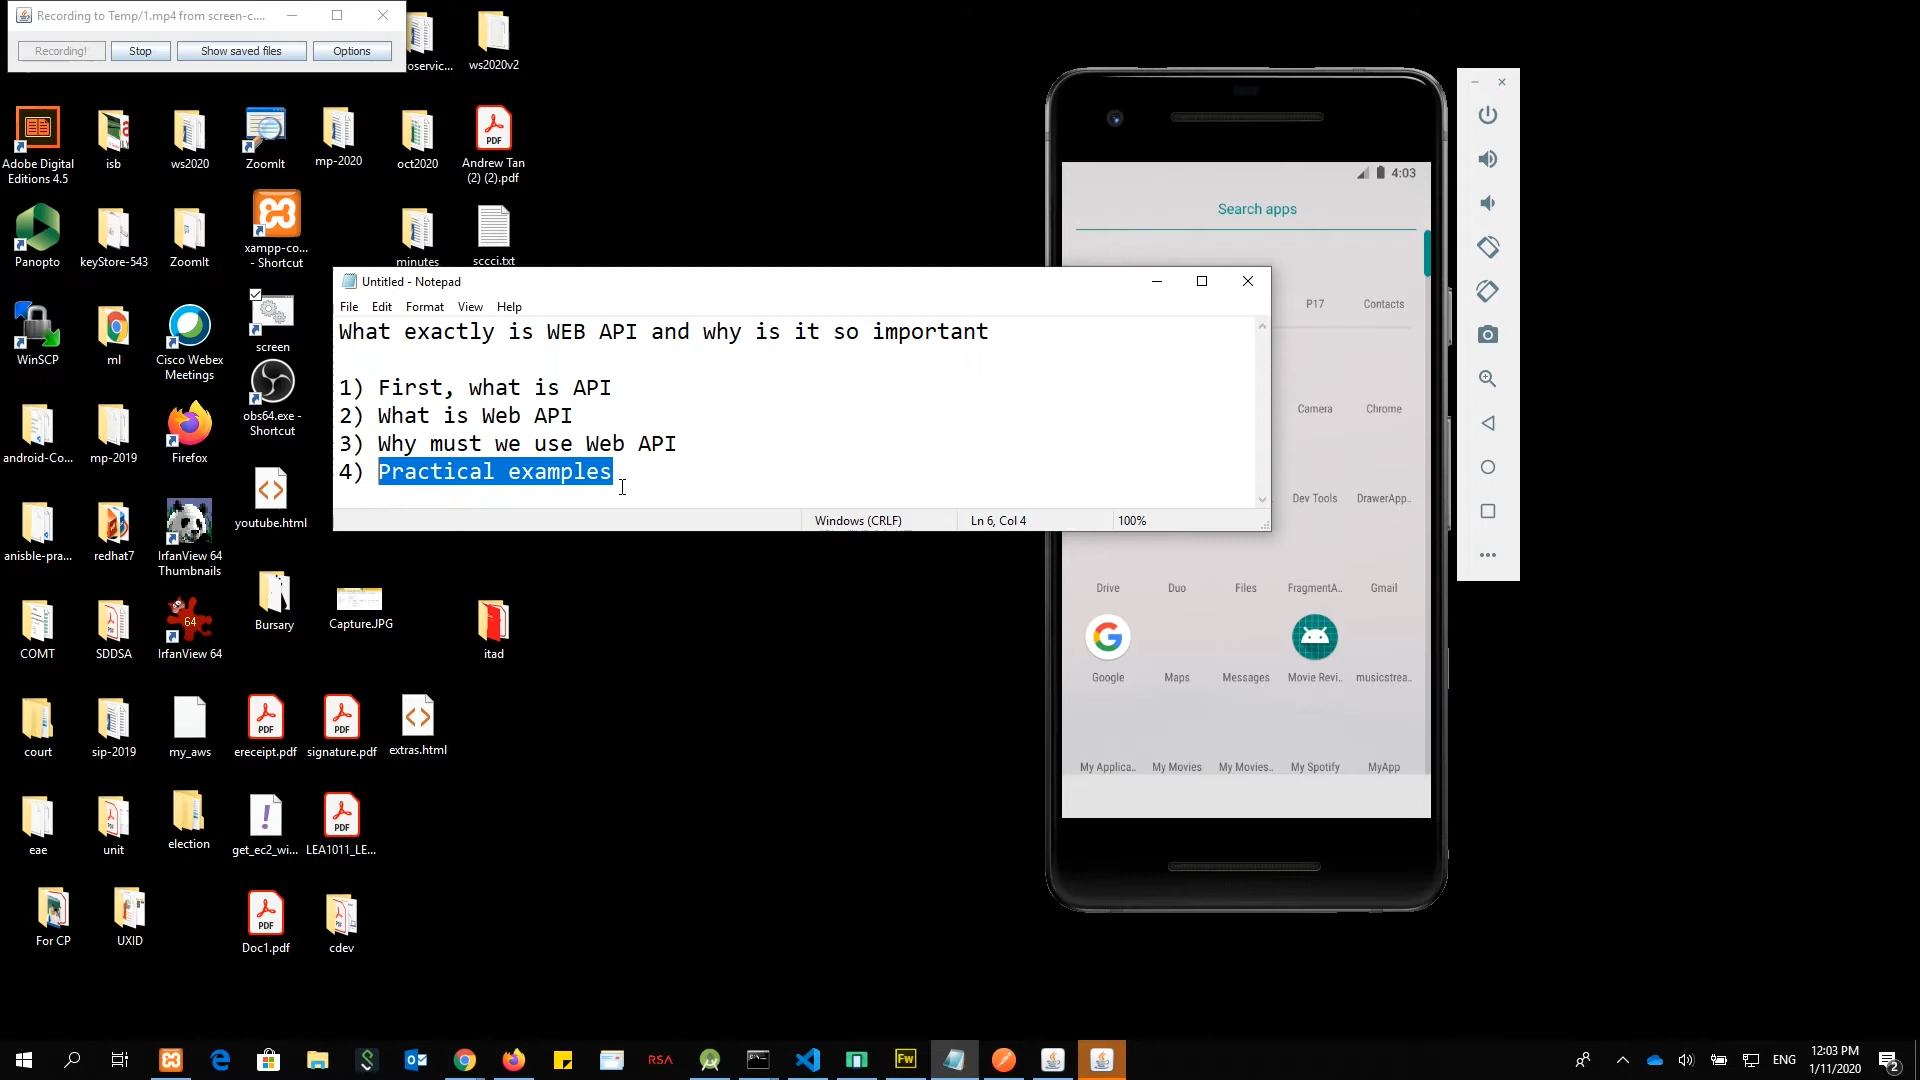 Recording to Temp/1.mp4 from screen-c....
Recording!
Stop
Show saved files
Options
oservic...
ws2020v2
Adobe Digital
Editions 4.5
isb
ws2020
ZoomIt
mp-2020
oct2020
PDF
Andrew Tan
(2) (2).pdf
Panopto
keyStore-543
ZoomIt
xampp-co...
- Shortcut
minutes
sccci.txt
WinSCP
ml
Cisco Webex
Meetings
screen
android-Co...
mp-2019
Firefox
obs64.exe -
Shortcut
anisble-pra...
redhat7
IrfanView 64
Thumbnails
youtube.html
COMT
SDDSA
64
IrfanView 64
Bursary
Capture.JPG
itad
court
sip-2019
my_aws
PDF
ereceipt.pdf
PDF
signature.pdf
extras.html
eae
unit
election
get_ec2_wi...
PDF
LEA1011_LE...
For CP
UXID
PDF
Doc1.pdf
cdev
Untitled - Notepad
File Edit Format View Help
What exactly is WEB API and why is it so important
1) First, what is API
2) What is Web API
3) Why must we use Web API
4) Practical examples
Windows (CRLF)
Ln 6, Col 4
100%
4:03
Search apps
P17
Contacts
Camera
Chrome
Dev Tools
DrawerApp..
Drive
Duo
Files
FragmentA..
Gmail
Google
Maps
Messages
Movie Revi..
musicstrea..
My Applica..
My Movies
My Movies..
My Spotify
MyApp
RSA
Fw
ENG
12:03 PM
1/11/2020
2